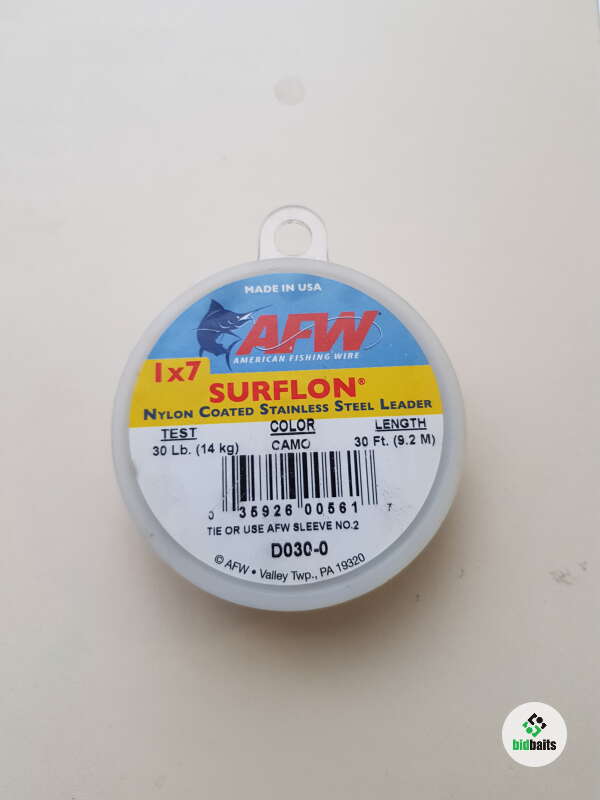 MADE IN USA
AFW
AMERICAN FISHING WIRE
1x7
SURFLON®
NYLON COATED STAINLESS STEEL LEADER
TEST COLOR LENGTH
30 Lb. (14 kg) CAMO 30 Ft. (9.2 M)
0 35926 00561 7
TIE OR USE AFW SLEEVE NO.2
D030-0
© AFW • Valley Twp., PA 19320
bidbaits